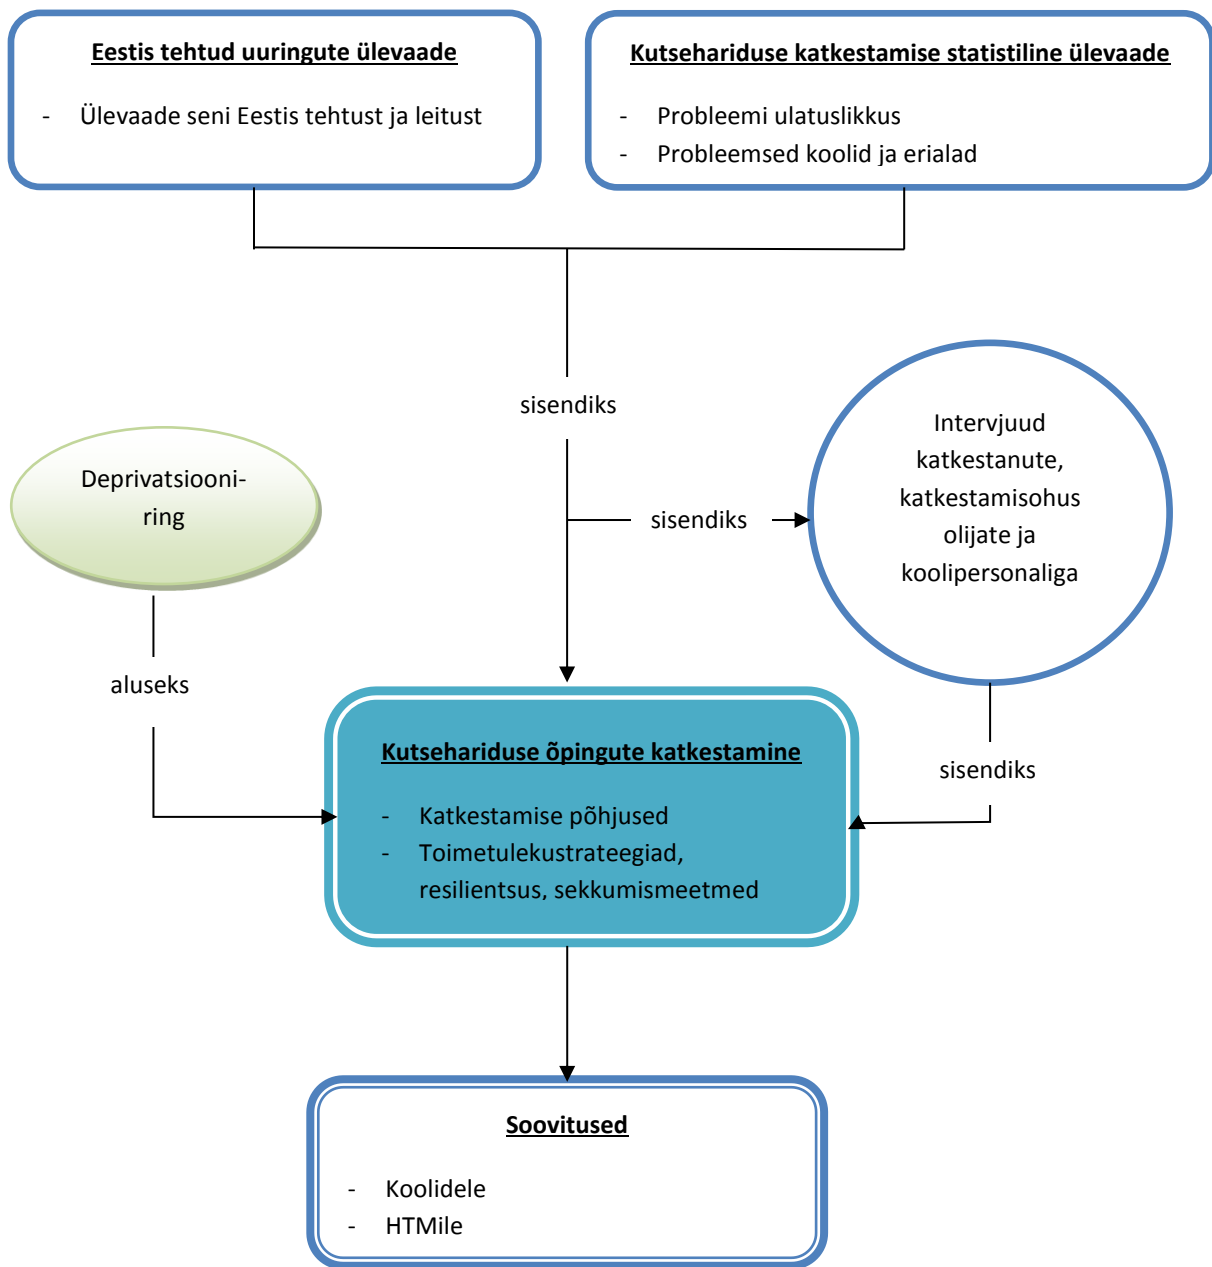 Eestis tehtud uuringute ülevaade
- Ülevaade seni Eestis tehtust ja leitust
Kutsehariduse katkestamise statistiline ülevaade
- Probleemi ulatuslikkus
- Probleemsed koolid ja erialad
sisendiks
Deprivatsiooni-
ring
sisendiks
Intervjuud
katkestanute,
katkestamisohus
olijate ja
koolipersonaliga
aluseks
sisendiks
Kutsehariduse õpingute katkestamine
- Katkestamise põhjused
- Toimetulekustrateegiad,
resilientsus, sekkumismeetmed
Soovitused
- Koolidele
- HTMile